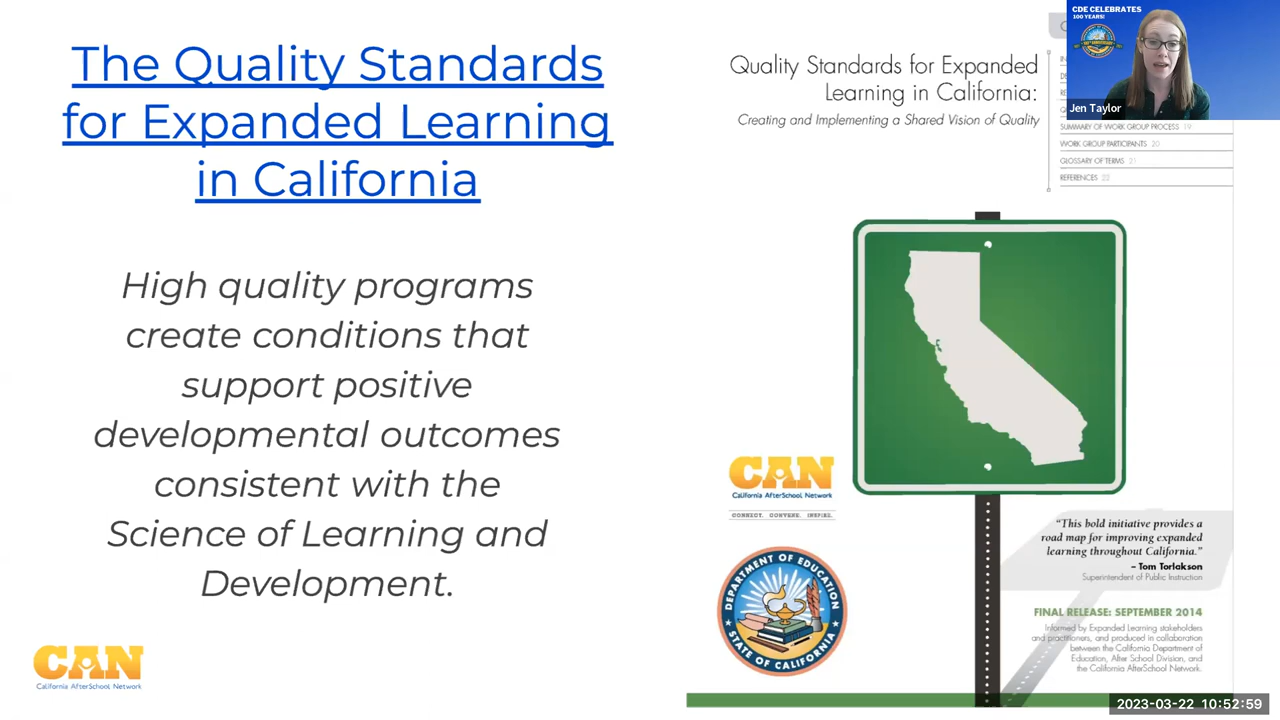 The Quality Standards
for Expanded Learning
in California
High quality programs
create conditions that
support positive
developmental outcomes
consistent with the
Science of Learning and
Development.
CAN
California AfterSchool Network
Quality Standards for Expanded
Learning in California:
Creating and Implementing a Shared Vision of Quality
SUMMARY OF WORK GROUP PROCESS 19
WORK GROUP PARTICIPANTS 20
GLOSSARY OF TERMS 21
REFERENCES 22
CAN
California AfterSchool Network
CONNECT. CONVENE. INSPIRE.
DEPARTMENT OF EDUCATION
STATE OF CALIFORNIA
“This bold initiative provides a
road map for improving expanded
learning throughout California.”
– Tom Torlakson
Superintendent of Public Instruction
FINAL RELEASE: SEPTEMBER 2014
Informed by Expanded Learning stakeholders
and practitioners, and produced in collaboration
between the California Department of
Education, After School Division, and
the California AfterSchool Network.
CDE CELEBRATES
100 YEARS!
Jen Taylor
2023-03-22 10:52:59